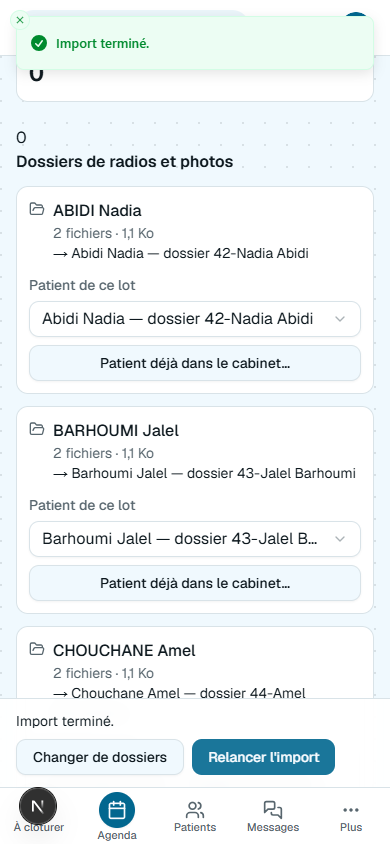 Import terminé.
0
0
Dossiers de radios et photos
ABIDI Nadia
2 fichiers · 1,1 Ko
→ Abidi Nadia — dossier 42-Nadia Abidi
Patient de ce lot
Abidi Nadia — dossier 42-Nadia Abidi
Patient déjà dans le cabinet...
BARHOUMI Jalel
2 fichiers · 1,1 Ko
→ Barhoumi Jalel — dossier 43-Jalel Barhoumi
Patient de ce lot
Barhoumi Jalel — dossier 43-Jalel B...
Patient déjà dans le cabinet...
CHOUCHANE Amel
2 fichiers · 1,1 Ko
→ Chouchane Amel — dossier 44-Amel
Import terminé.
Changer de dossiers
Relancer l'import
N
À clôturer
Agenda
Patients
Messages
Plus